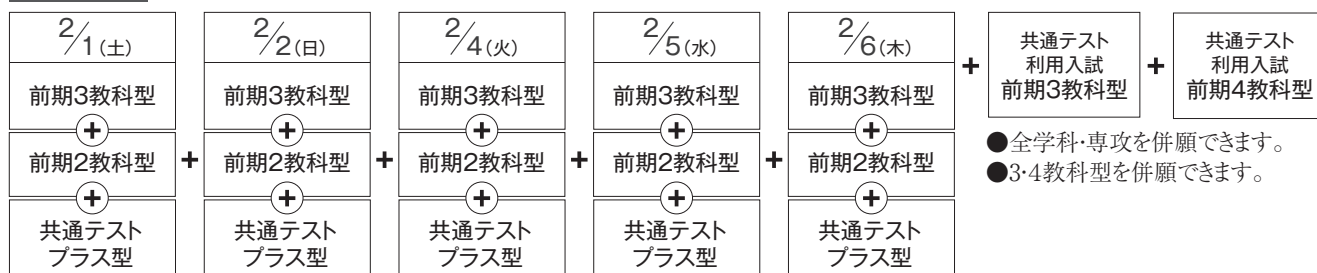 2/1(土)
前期3教科型
+
前期2教科型
+
共通テスト
プラス型
+
2/2(日)
前期3教科型
+
前期2教科型
+
共通テスト
プラス型
+
2/4(火)
前期3教科型
+
前期2教科型
+
共通テスト
プラス型
+
2/5(水)
前期3教科型
+
前期2教科型
+
共通テスト
プラス型
+
2/6(木)
前期3教科型
+
前期2教科型
+
共通テスト
プラス型
+
共通テスト
利用入試
前期3教科型
+
共通テスト
利用入試
前期4教科型
●全学科・専攻を併願できます。
●3・4教科型を併願できます。